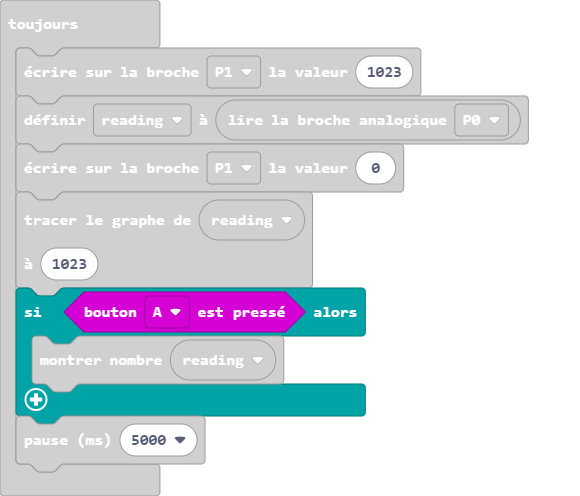 toujours
écrire sur la broche P1 la valeur 1023
définir reading à lire la broche analogique P0
écrire sur la broche P1 la valeur 0
tracer le graphe de reading
à 1023
si bouton A est pressé alors
montrer nombre reading
pause (ms) 5000